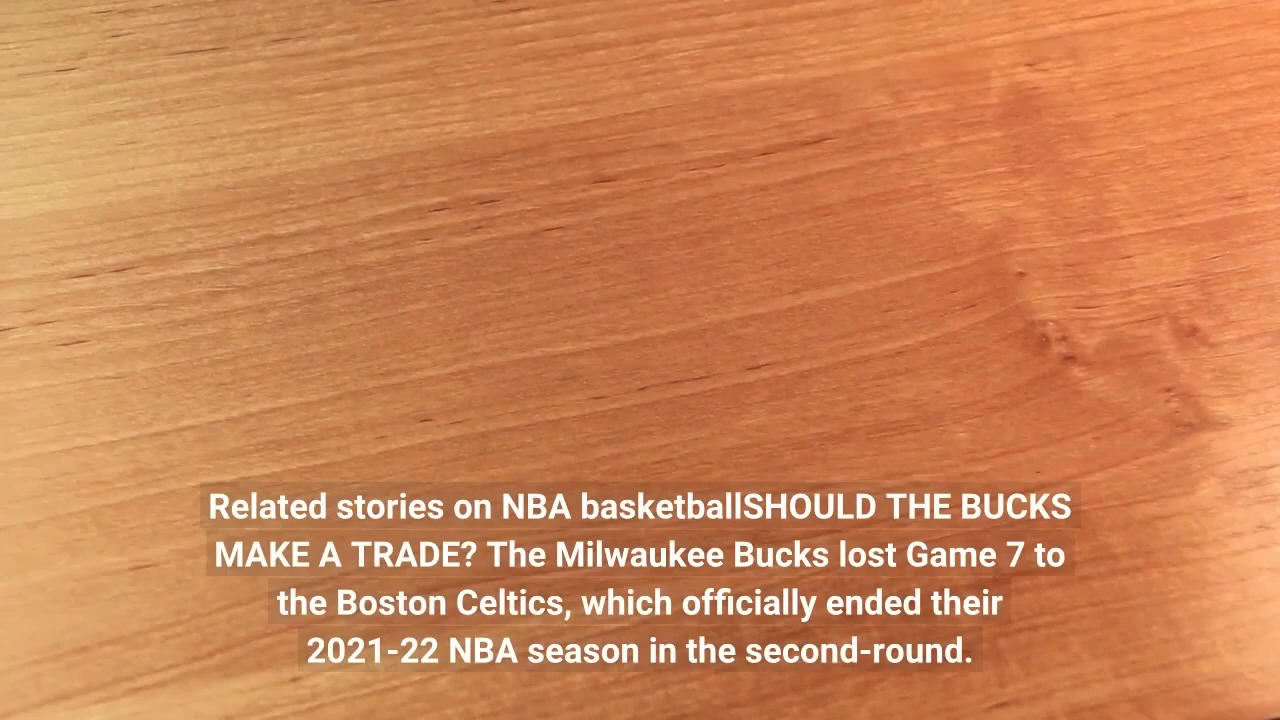 Related stories on NBA basketballSHOULD THE BUCKS
MAKE A TRADE? The Milwaukee Bucks lost Game 7 to
the Boston Celtics, which officially ended their
2021-22 NBA season in the second-round.